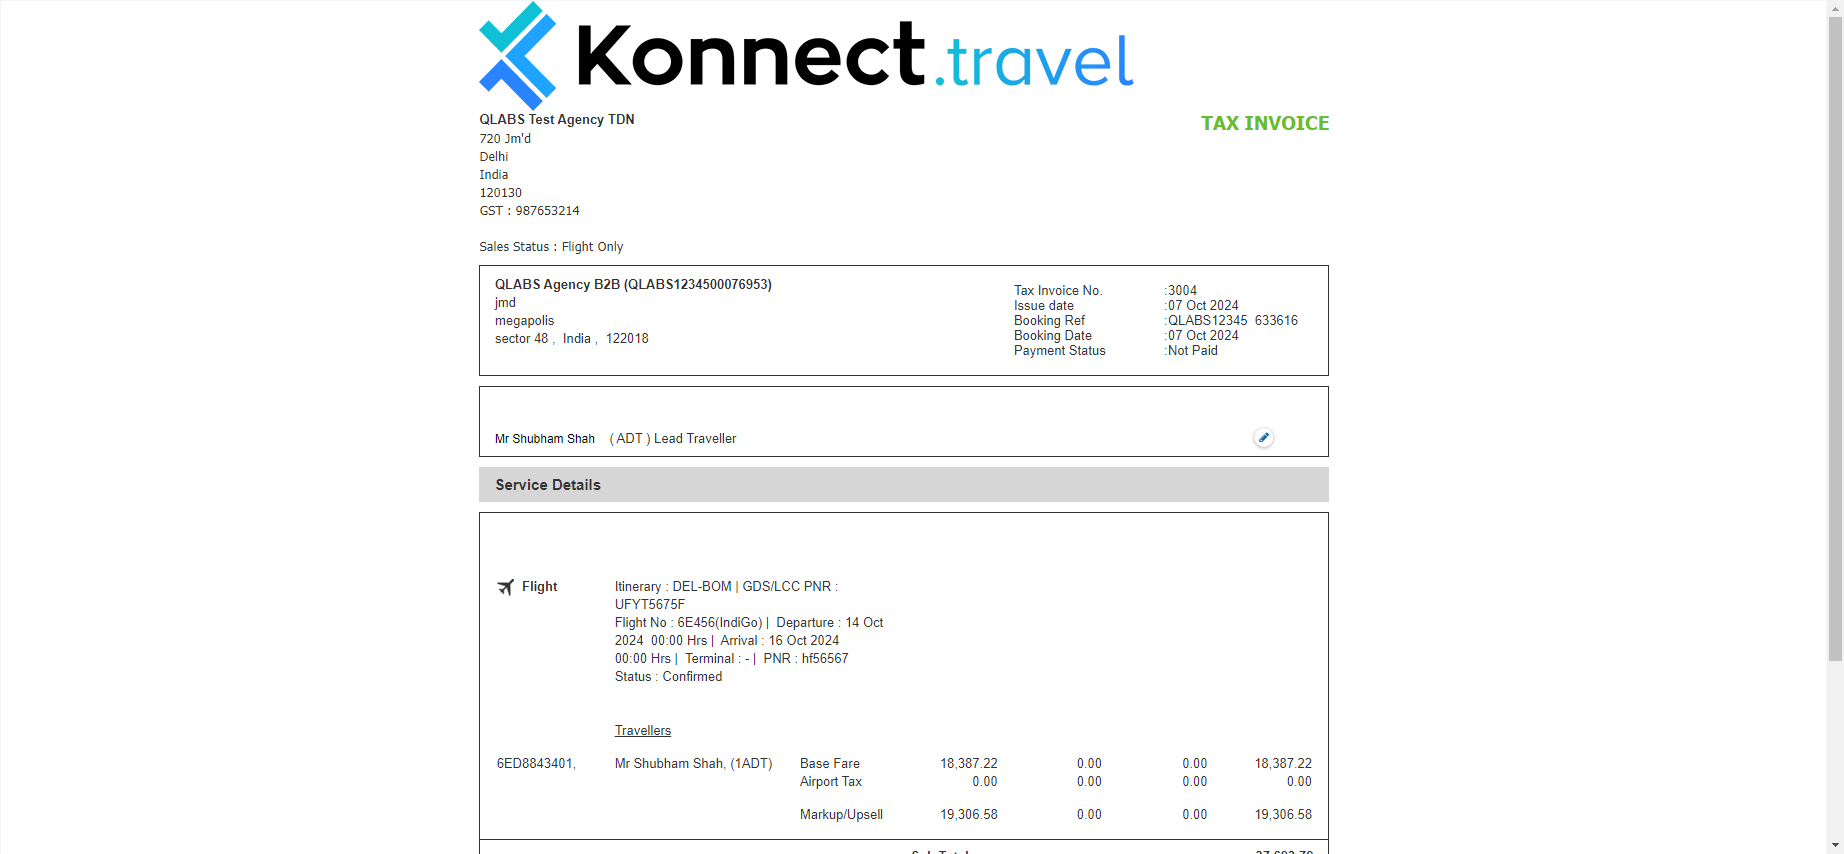 Konnect.travel
QLABS Test Agency TDN
TAX INVOICE
720 Jm'd
Delhi
India
120130
GST : 987653214
Sales Status : Flight Only
QLABS Agency B2B (QLABS1234500076953)
jmd
megapolis
sector 48 , India , 122018
Tax Invoice No. :3004
Issue date :07 Oct 2024
Booking Ref :QLABS12345 633616
Booking Date :07 Oct 2024
Payment Status :Not Paid
Mr Shubham Shah ( ADT ) Lead Traveller
Service Details
Flight
Itinerary : DEL-BOM | GDS/LCC PNR :
UFYT5675F
Flight No : 6E456(IndiGo) | Departure : 14 Oct
2024 00:00 Hrs | Arrival : 16 Oct 2024
00:00 Hrs | Terminal : - | PNR : hf56567
Status : Confirmed
Travellers
6ED8843401, Mr Shubham Shah, (1ADT) Base Fare 18,387.22 0.00 0.00 18,387.22
Airport Tax 0.00 0.00 0.00 0.00
Markup/Upsell 19,306.58 0.00 0.00 19,306.58